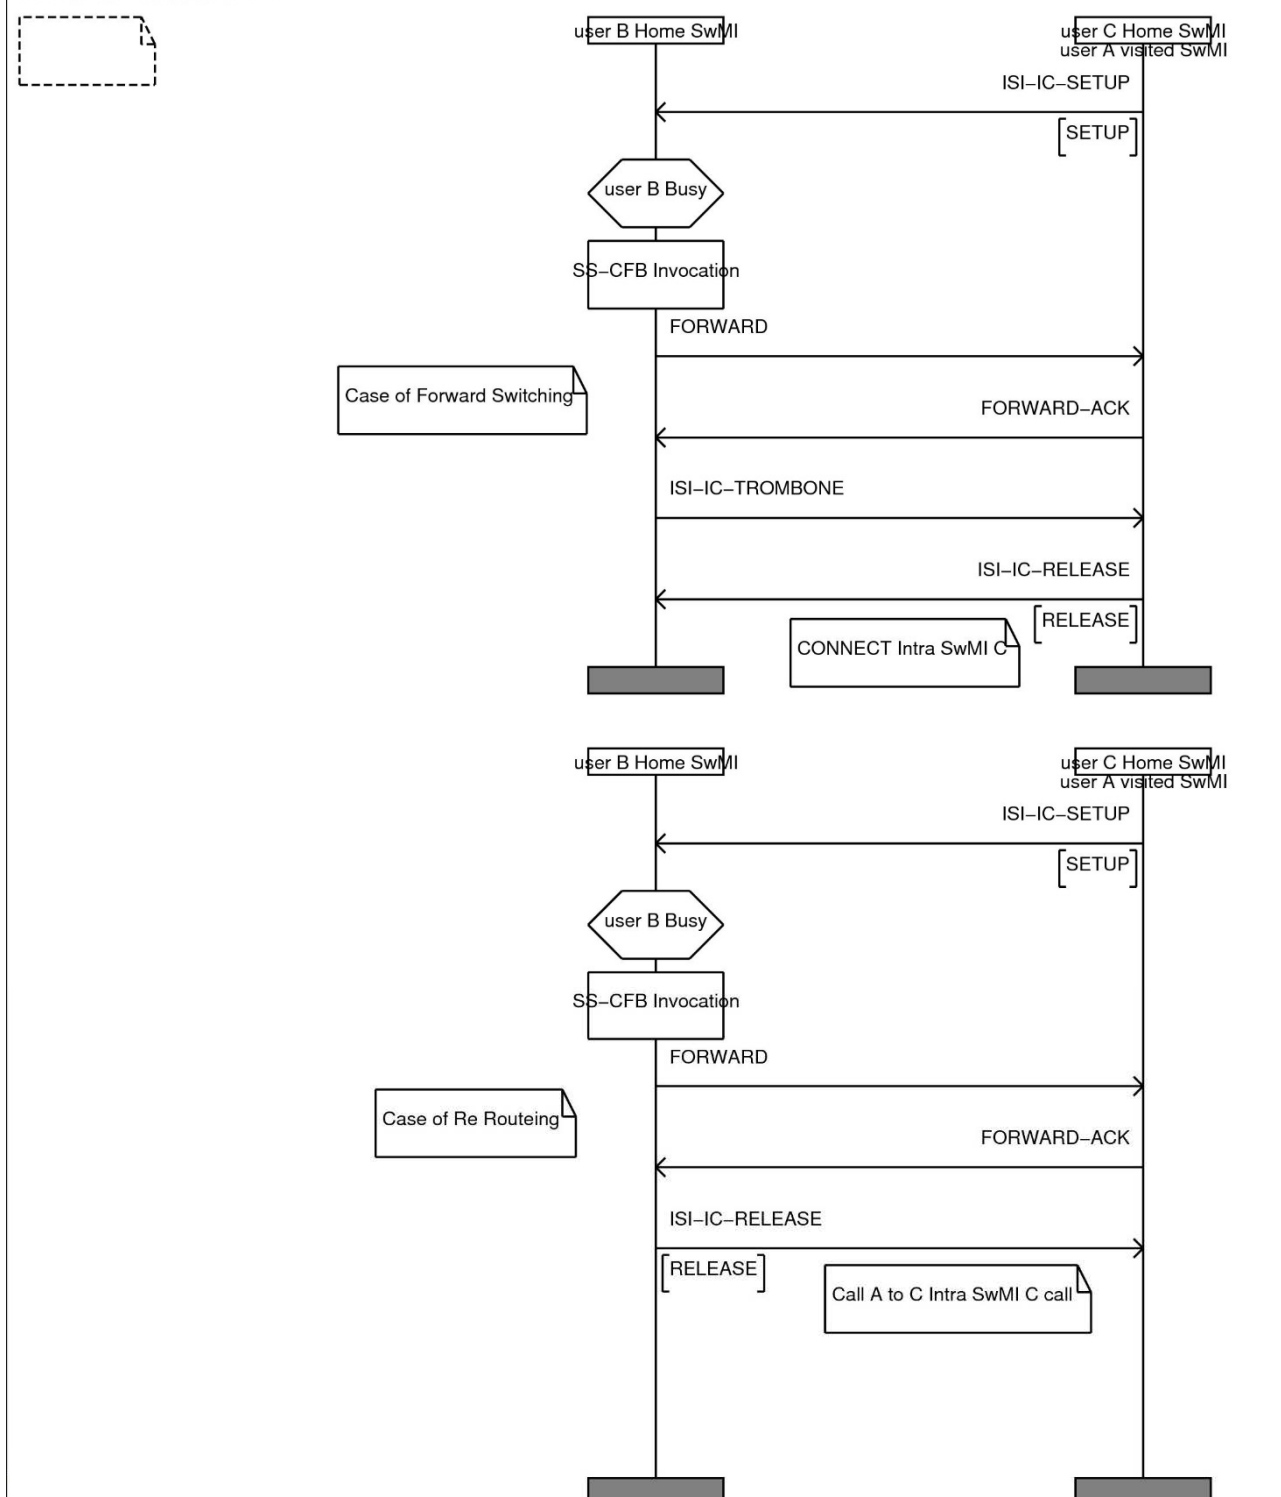 user B Home SwMI
user C Home SwMI
user A visited SwMI
ISI–IC–SETUP
SETUP
user B Busy
SS–CFB Invocation
FORWARD
Case of Forward Switching
FORWARD–ACK
ISI–IC–TROMBONE
ISI–IC–RELEASE
RELEASE
CONNECT Intra SwMI C
user B Home SwMI
user C Home SwMI
user A visited SwMI
ISI–IC–SETUP
SETUP
user B Busy
SS–CFB Invocation
FORWARD
Case of Re Routeing
FORWARD–ACK
ISI–IC–RELEASE
RELEASE
Call A to C Intra SwMI C call